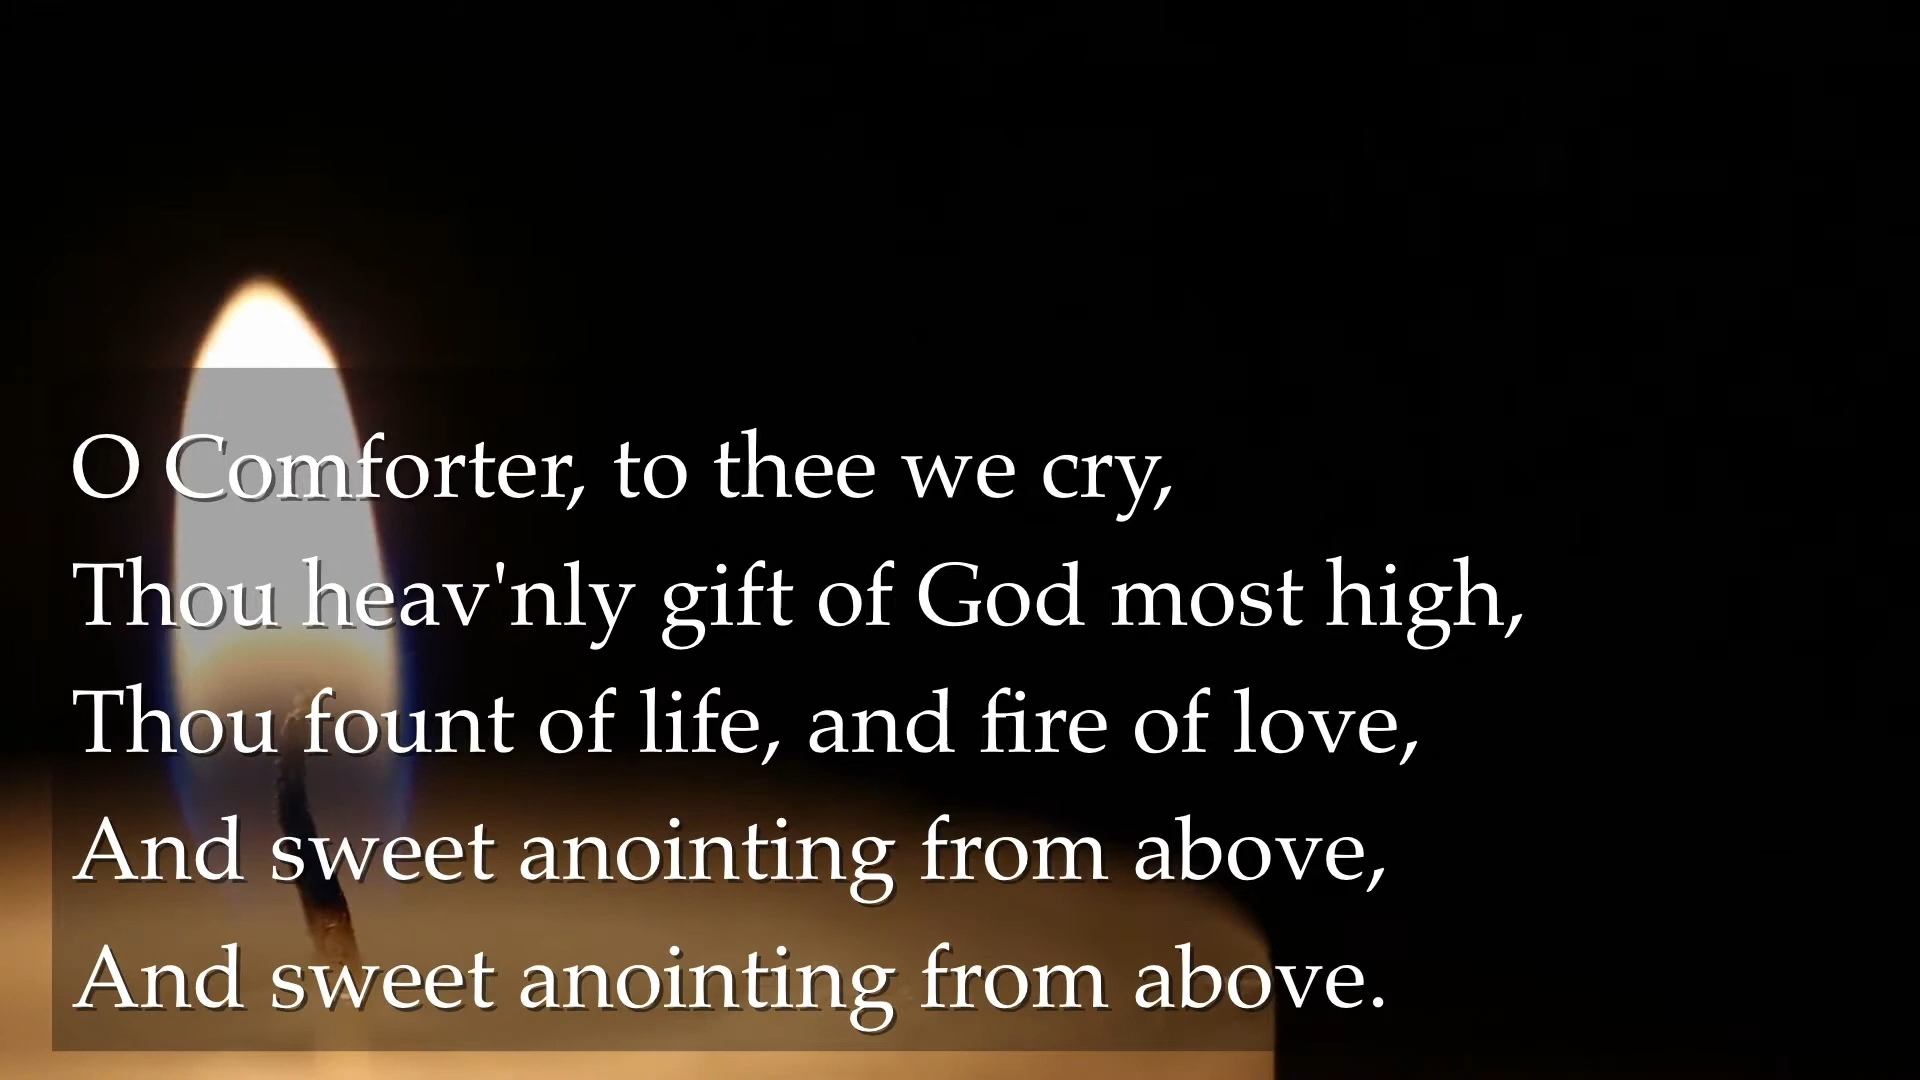 O Comforter, to thee we cry,
Thou heav'nly gift of God most high,
Thou fount of life, and fire of love,
And sweet anointing from above,
And sweet anointing from above.